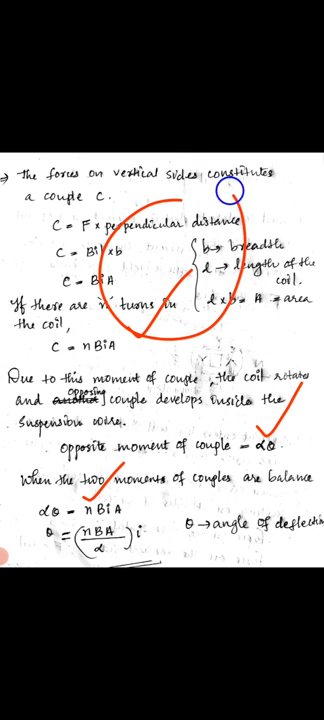 ⇒ the forces on vertical sides constitutes
a couple C.
C = F × perpendicular distance
C = Bil × b
C = BiA
{ b → breadth
l → length of the
coil.
l × b = A = area
If there are 'n' turns in
the coil,
C = nBiA
Due to this moment of couple, the coil rotates
and opposing couple develops inside the
suspension wire.
opposite moment of couple = αθ
When the two moments of couples are balance
αθ = nBiA
θ = (nBA/α) i
θ → angle of deflectin